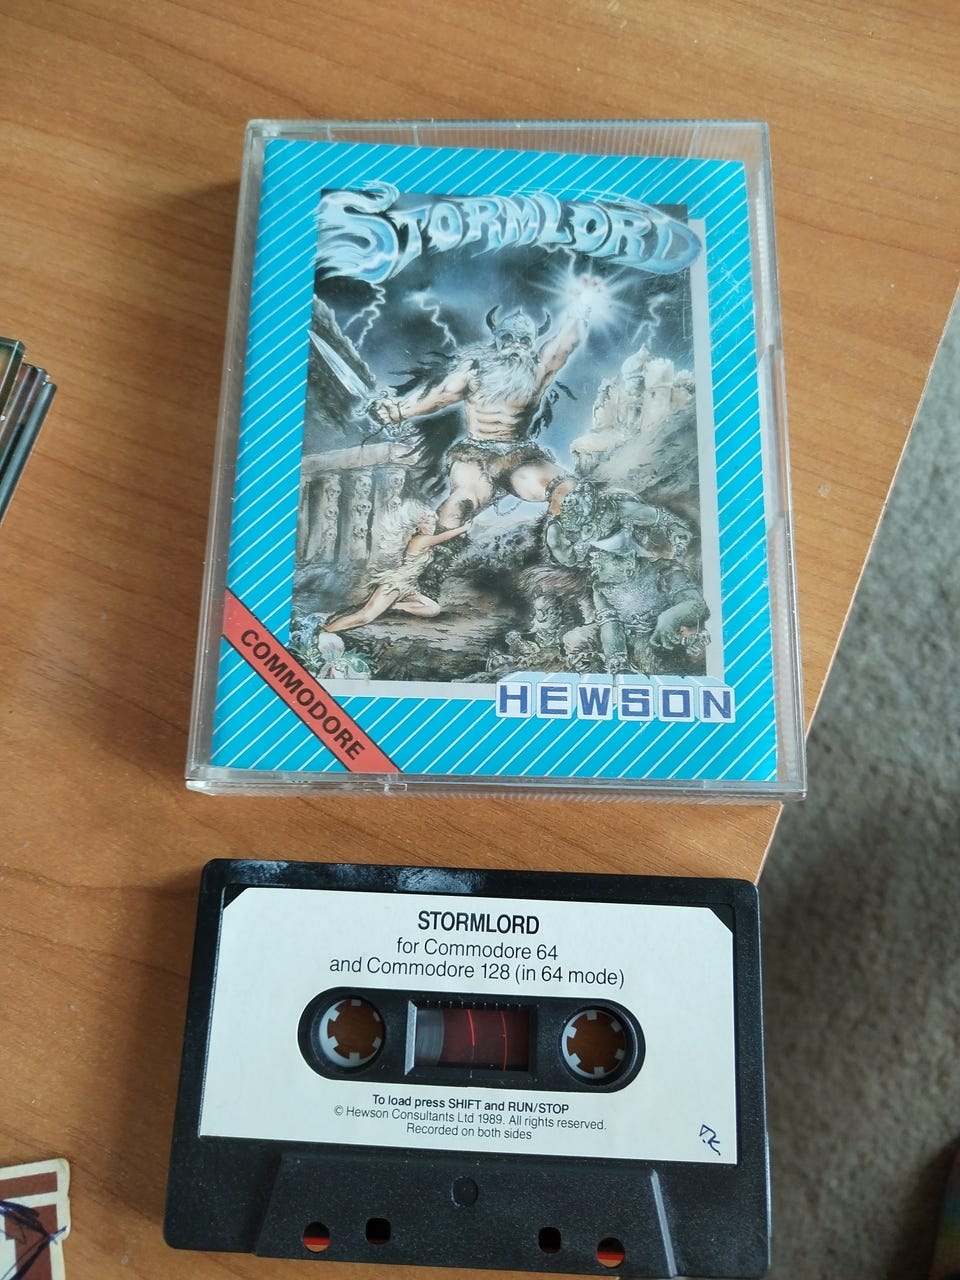 STORMLORD
COMMODORE
HEWSON
STORMLORD
for Commodore 64
and Commodore 128 (in 64 mode)
To load press SHIFT and RUN/STOP
© Hewson Consultants Ltd 1989. All rights reserved.
Recorded on both sides